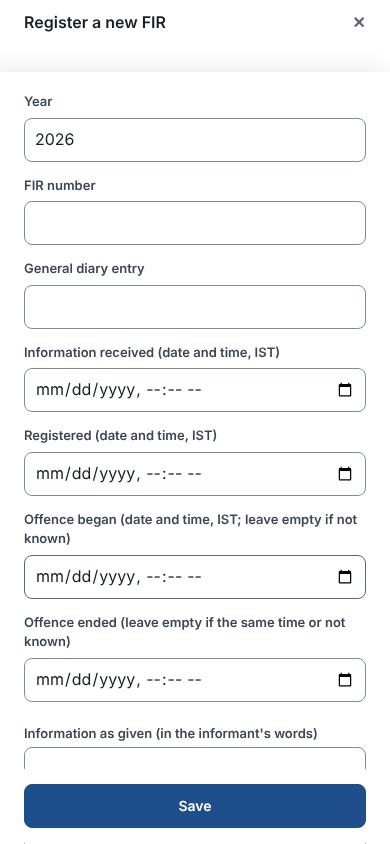 Register a new FIR ×
Year
2026
FIR number
General diary entry
Information received (date and time, IST)
mm/dd/yyyy, --:-- --
Registered (date and time, IST)
mm/dd/yyyy, --:-- --
Offence began (date and time, IST; leave empty if not
known)
mm/dd/yyyy, --:-- --
Offence ended (leave empty if the same time or not
known)
mm/dd/yyyy, --:-- --
Information as given (in the informant's words)
Save